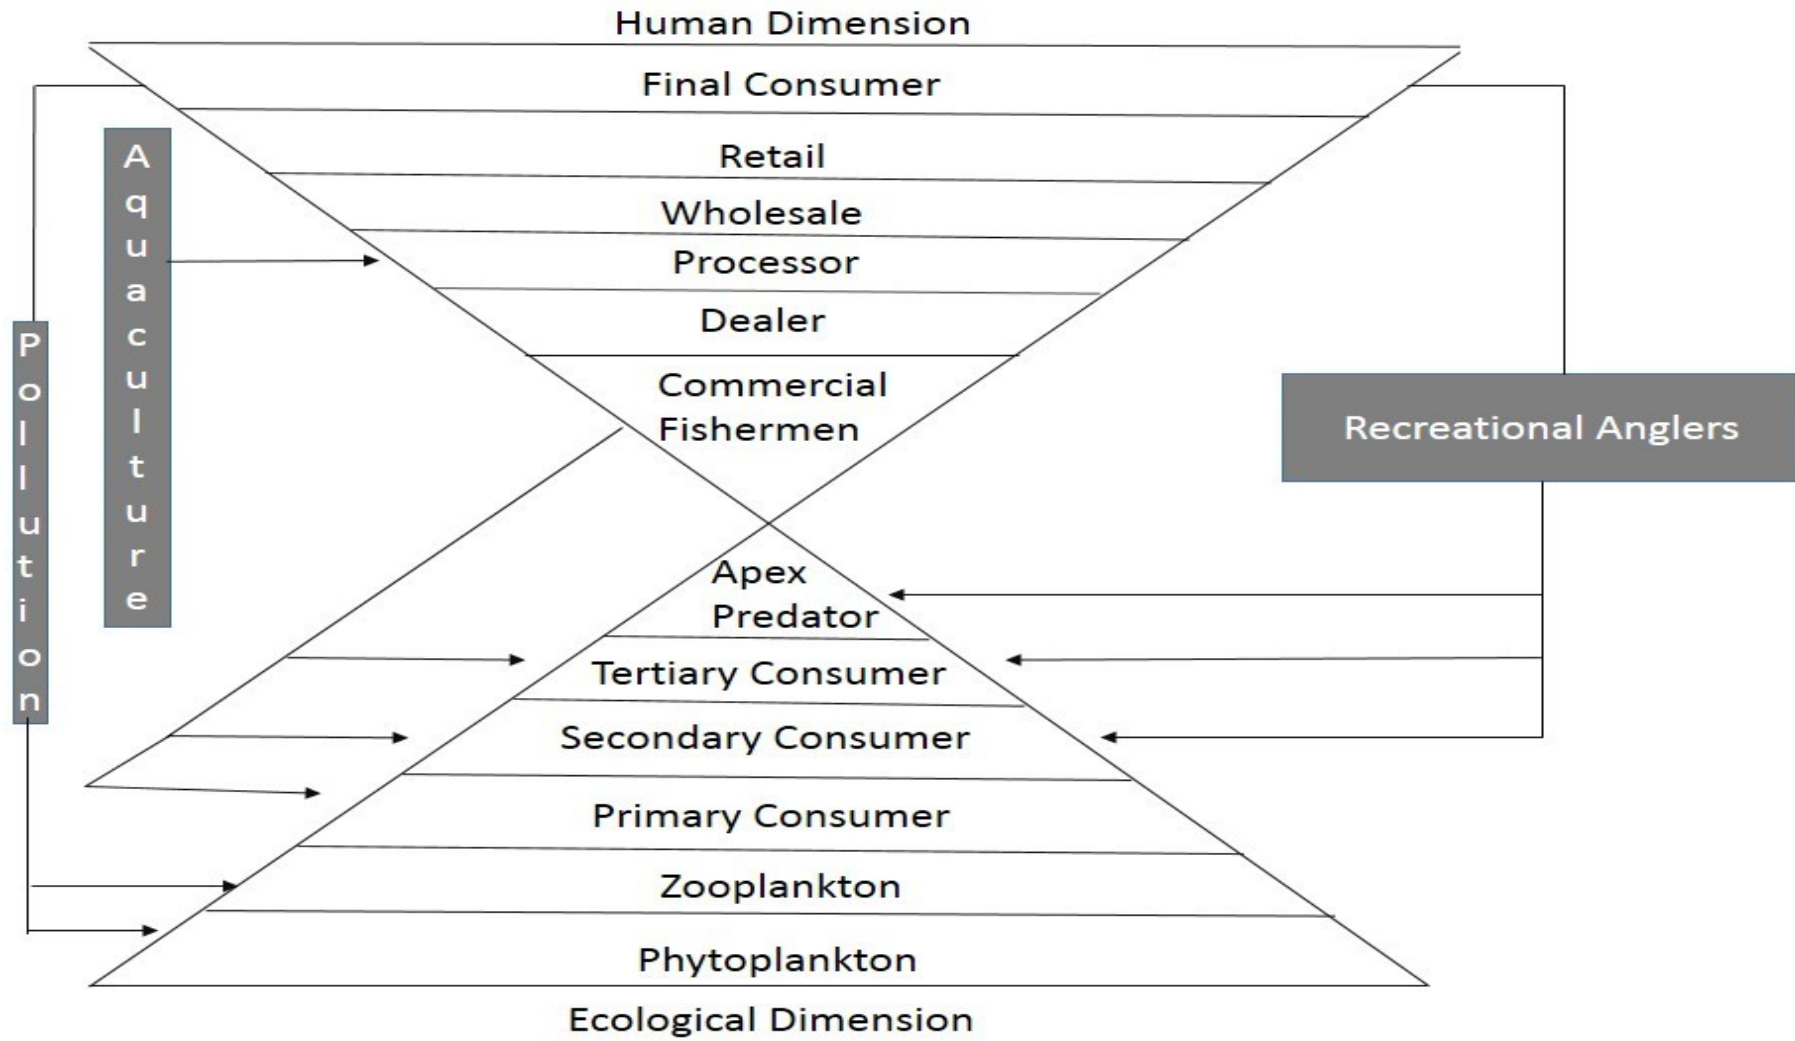 Human Dimension
Final Consumer
Retail
Wholesale
Processor
Dealer
Commercial
Fishermen
Aquaculture
Pollution
Recreational Anglers
Apex
Predator
Tertiary Consumer
Secondary Consumer
Primary Consumer
Zooplankton
Phytoplankton
Ecological Dimension